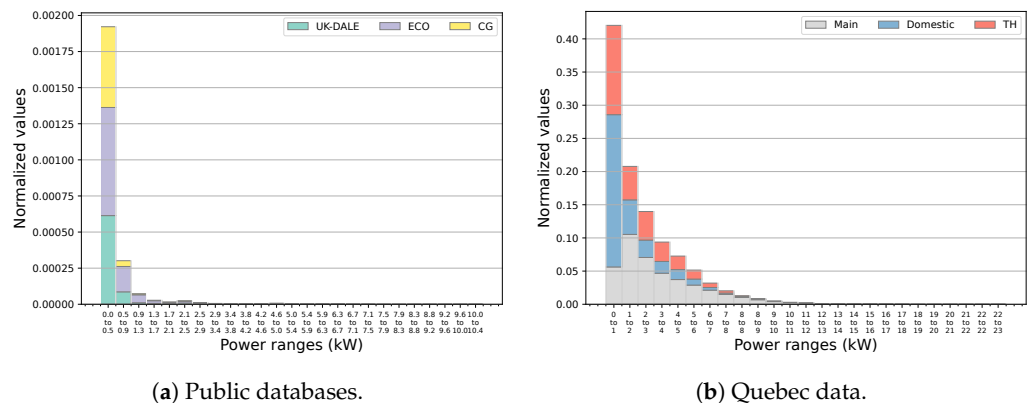 0.00200
0.00175
0.00150
0.00125
0.00100
0.00075
0.00050
0.00025
0.00000
Normalized values
UK-DALE ECO CG
0.0 0.5 0.9 1.3 1.7 2.1 2.5 2.9 3.4 3.8 4.2 4.6 5.0 5.4 5.9 6.3 6.7 7.1 7.5 7.9 8.3 8.8 9.2 9.6 10.0
to to to to to to to to to to to to to to to to to to to to to to to to to
0.5 0.9 1.3 1.7 2.1 2.5 2.9 3.4 3.8 4.2 4.6 5.0 5.4 5.9 6.3 6.7 7.1 7.5 7.9 8.3 8.8 9.2 9.6 10.0 10.4
Power ranges (kW)
(a) Public databases.
0.40
0.35
0.30
0.25
0.20
0.15
0.10
0.05
0.00
Normalized values
Main Domestic TH
0 1 2 3 4 5 6 7 8 8 9 10 11 12 13 14 15 16 17 18 19 20 21 22 22
to to to to to to to to to to to to to to to to to to to to to to to to to
1 2 3 4 5 6 7 8 8 9 10 11 12 13 14 15 16 17 18 19 20 21 22 22 23
Power ranges (kW)
(b) Quebec data.